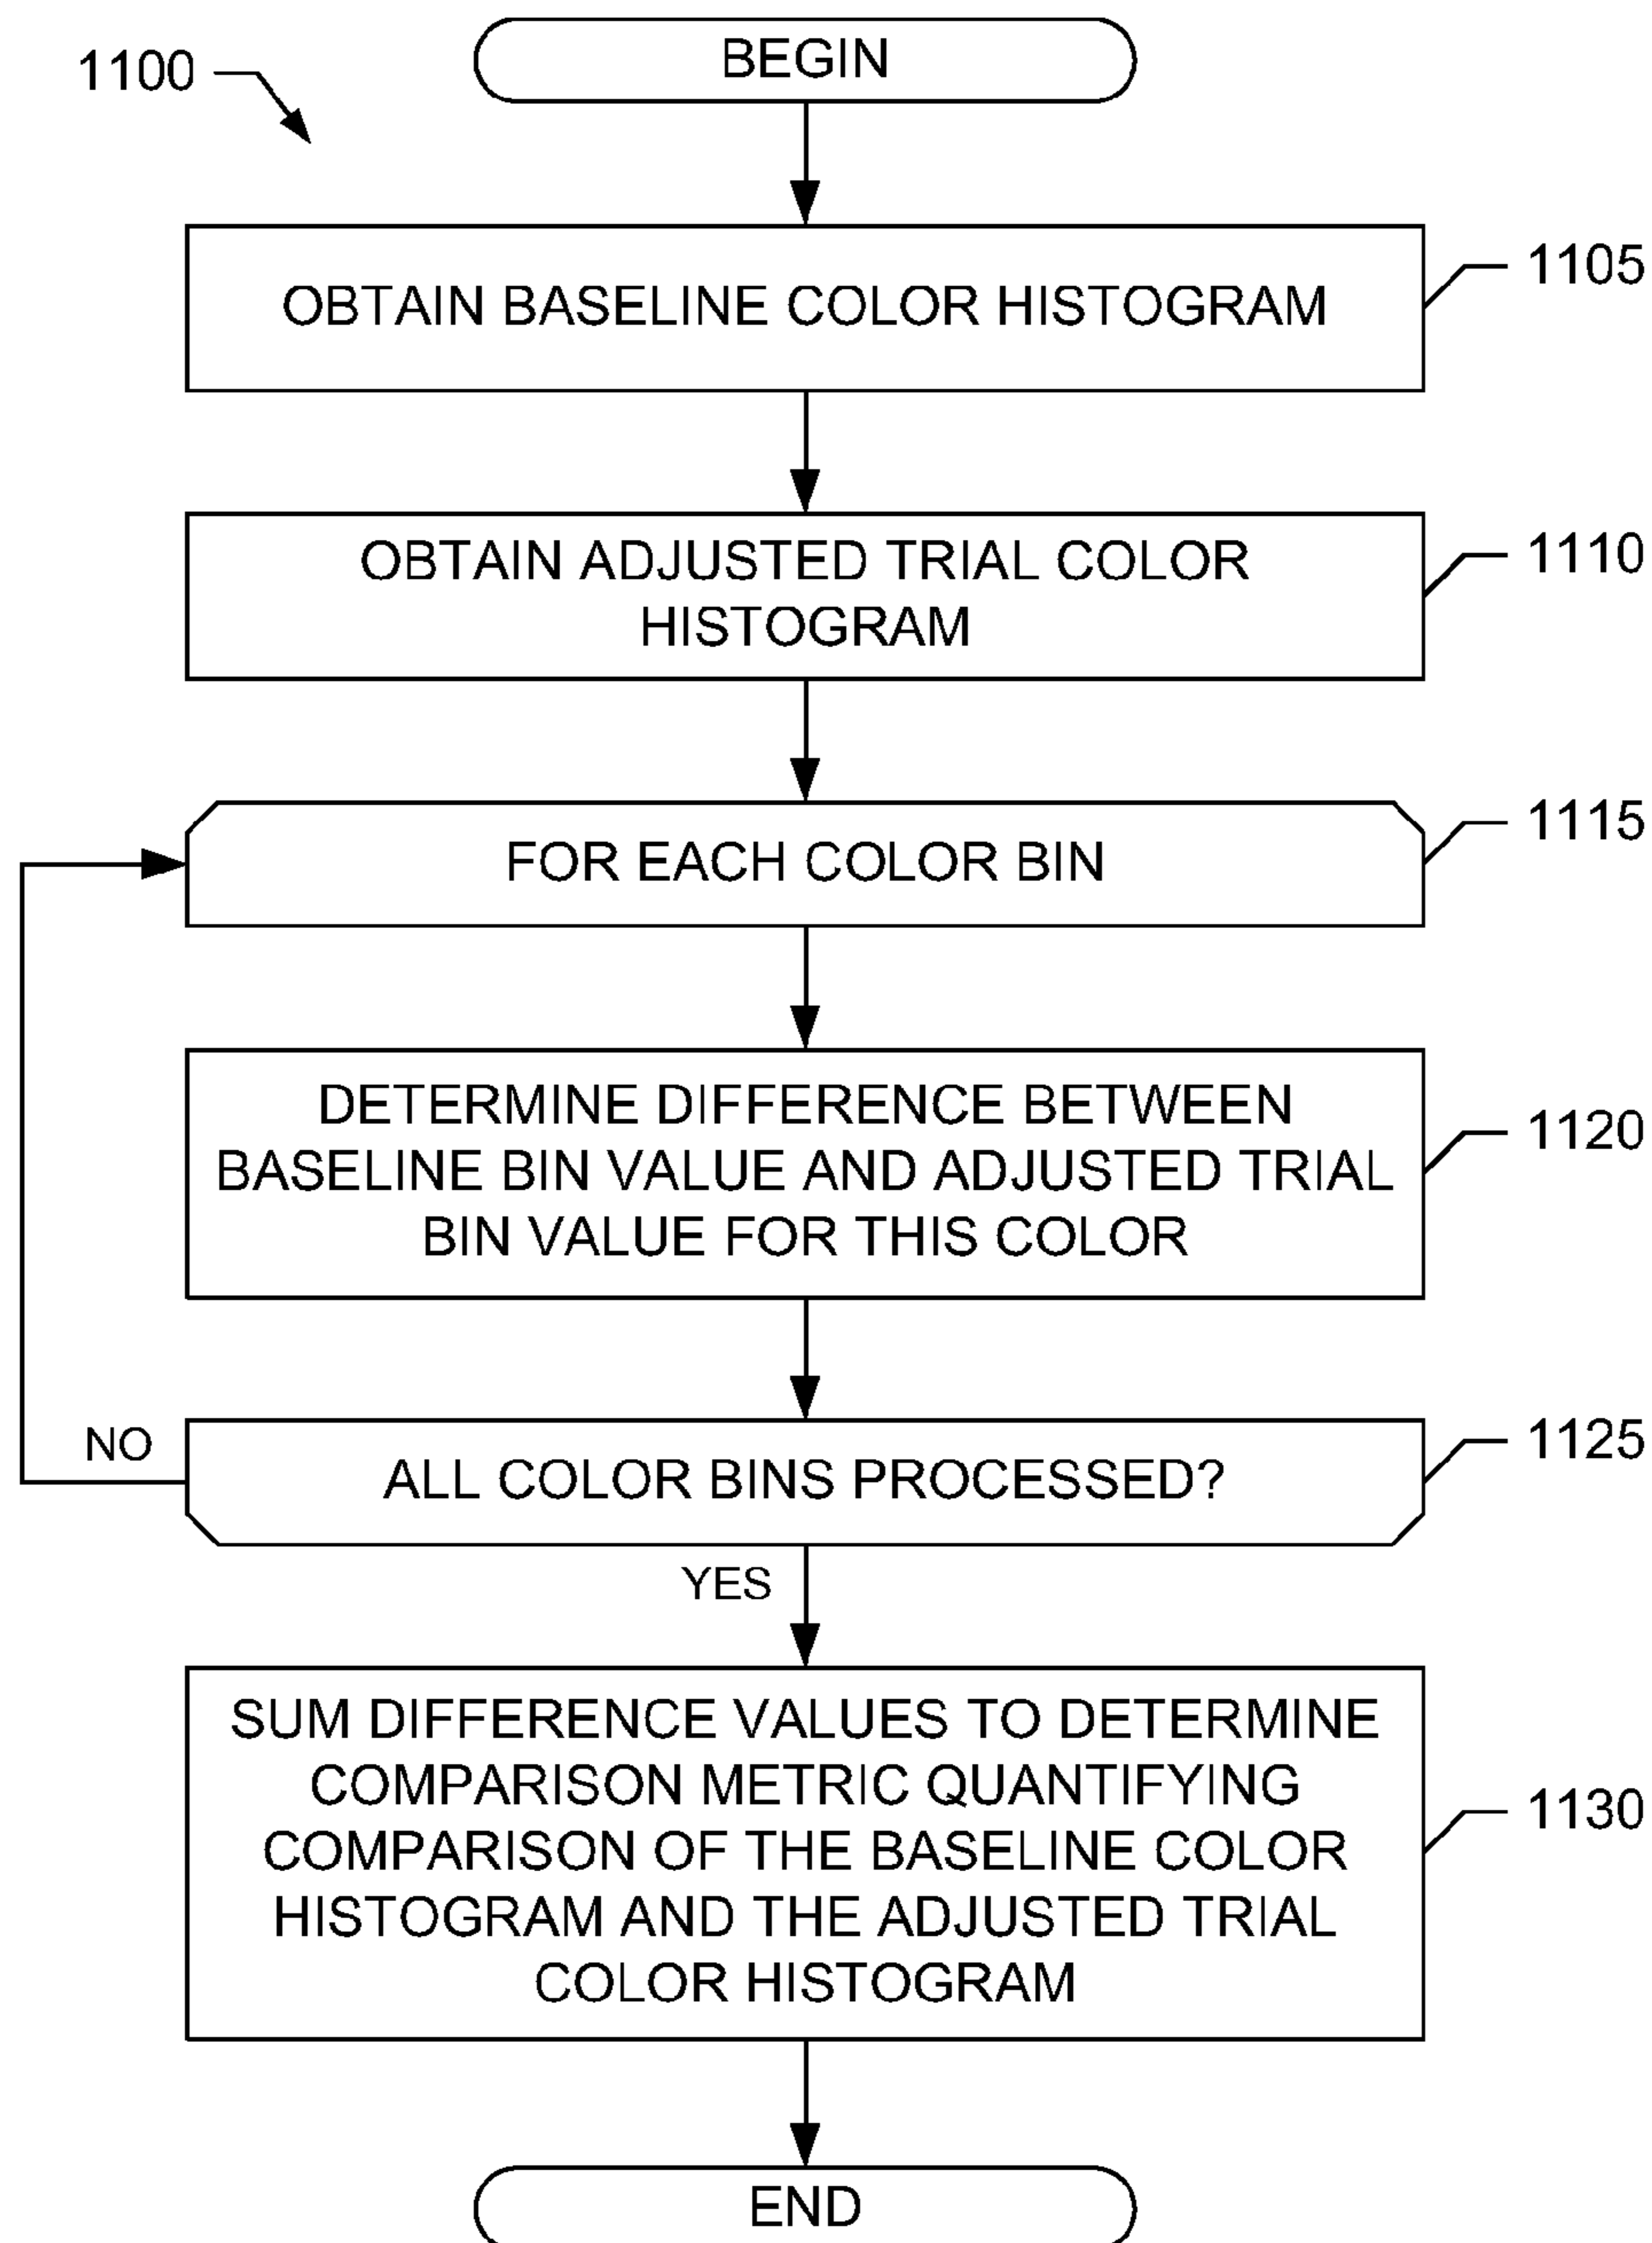 1100
BEGIN
OBTAIN BASELINE COLOR HISTOGRAM
1105
OBTAIN ADJUSTED TRIAL COLOR
HISTOGRAM
1110
FOR EACH COLOR BIN
1115
DETERMINE DIFFERENCE BETWEEN
BASELINE BIN VALUE AND ADJUSTED TRIAL
BIN VALUE FOR THIS COLOR
1120
NO
ALL COLOR BINS PROCESSED?
1125
YES
SUM DIFFERENCE VALUES TO DETERMINE
COMPARISON METRIC QUANTIFYING
COMPARISON OF THE BASELINE COLOR
HISTOGRAM AND THE ADJUSTED TRIAL
COLOR HISTOGRAM
1130
END